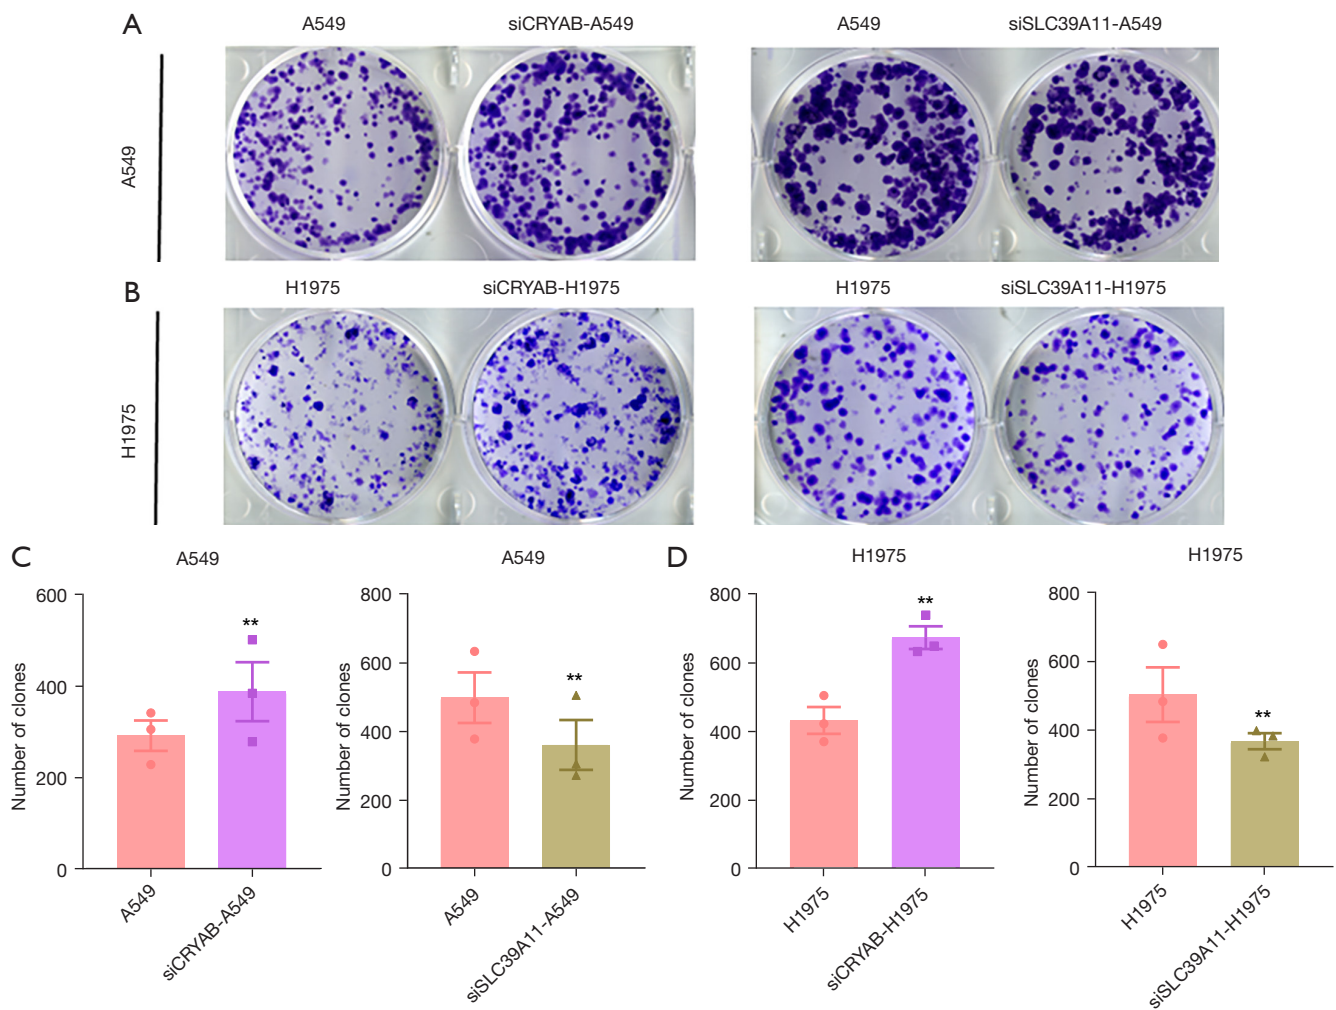 A
A549
siCRYAB-A549
A549
siSLC39A11-A549
A549
B
H1975
siCRYAB-H1975
H1975
siSLC39A11-H1975
H1975
C
A549
Number of clones
600
400
200
0
**
A549
siCRYAB-A549
A549
Number of clones
800
600
400
200
0
**
A549
siSLC39A11-A549
D
H1975
Number of clones
800
600
400
200
0
**
H1975
siCRYAB-H1975
H1975
Number of clones
800
600
400
200
0
**
H1975
siSLC39A11-H1975